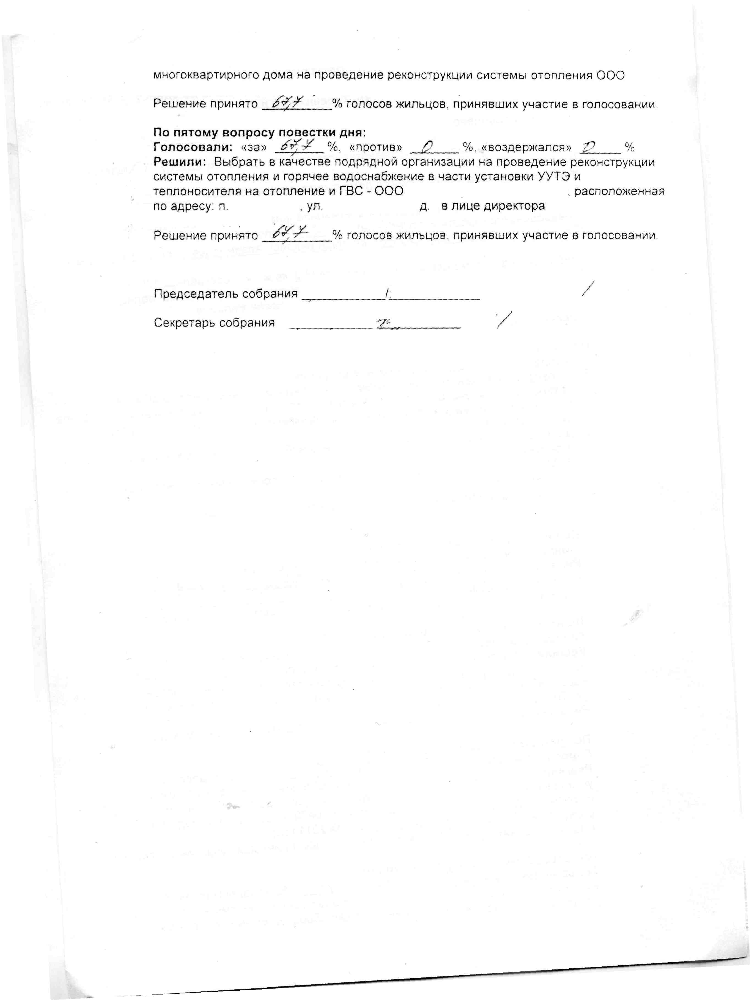 многоквартирного дома на проведение реконструкции системы отопления ООО
Решение принято 67,7 % голосов жильцов, принявших участие в голосовании.
По пятому вопросу повестки дня:
Голосовали: «за» 67,7 %, «против» 0 %, «воздержался» 0 %
Решили: Выбрать в качестве подрядной организации на проведение реконструкции
системы отопления и горячее водоснабжение в части установки УУТЭ и
теплоносителя на отопление и ГВС - ООО , расположенная
по адресу: п. , ул. д. в лице директора
Решение принято 67,7 % голосов жильцов, принявших участие в голосовании.
Председатель собрания / /
Секретарь собрания /